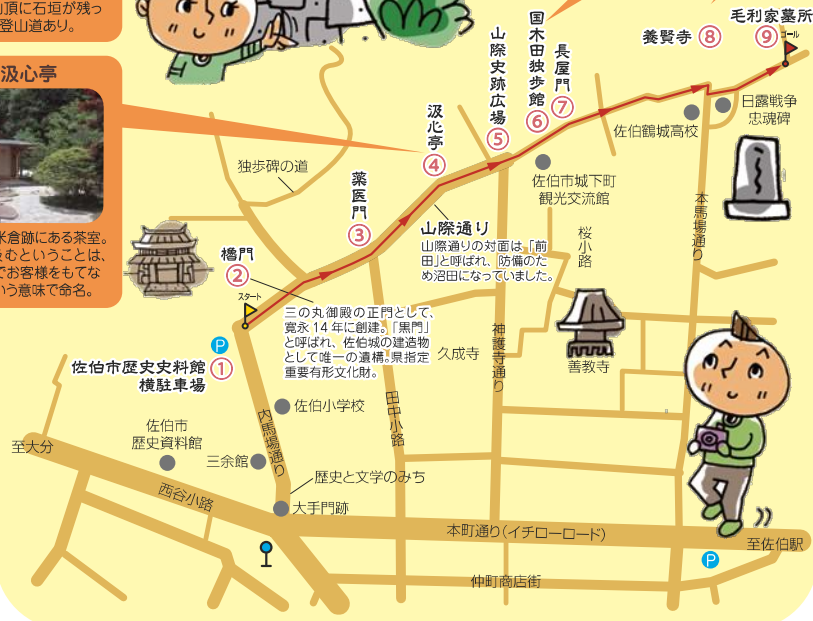 頂に石垣が残っ
登山道あり。
汲心亭
米倉跡にある茶室。
むということは、
でお客様をもてな
いう意味で命名。
毛利家墓所
⑨
ゴール
養賢寺 ⑧
国木田独歩館
⑥
長屋門
⑦
山際史跡広場
⑤
汲心亭
④
日露戦争
忠魂碑
佐伯鶴城高校
佐伯市城下町
観光交流館
独歩碑の道
薬医門
③
山際通り
山際通りの対面は、「前
田」と呼ばれ、防備のた
め沼田になっていました。
桜小路
本馬場通り
櫓門
②
スタート
三の丸御殿の正門として、
寛永14年に創建。「黒門」
と呼ばれ、佐伯城の建造物
として唯一の遺構。県指定
重要有形文化財。
P
佐伯市歴史史料館
横駐車場
①
久成寺
神護寺通り
善教寺
佐伯小学校
内馬場通り
田中小路
佐伯市
歴史資料館
三余館
至大分
歴史と文学のみち
西谷小路
大手門跡
本町通り(イチローロード)
至佐伯駅
P
仲町商店街